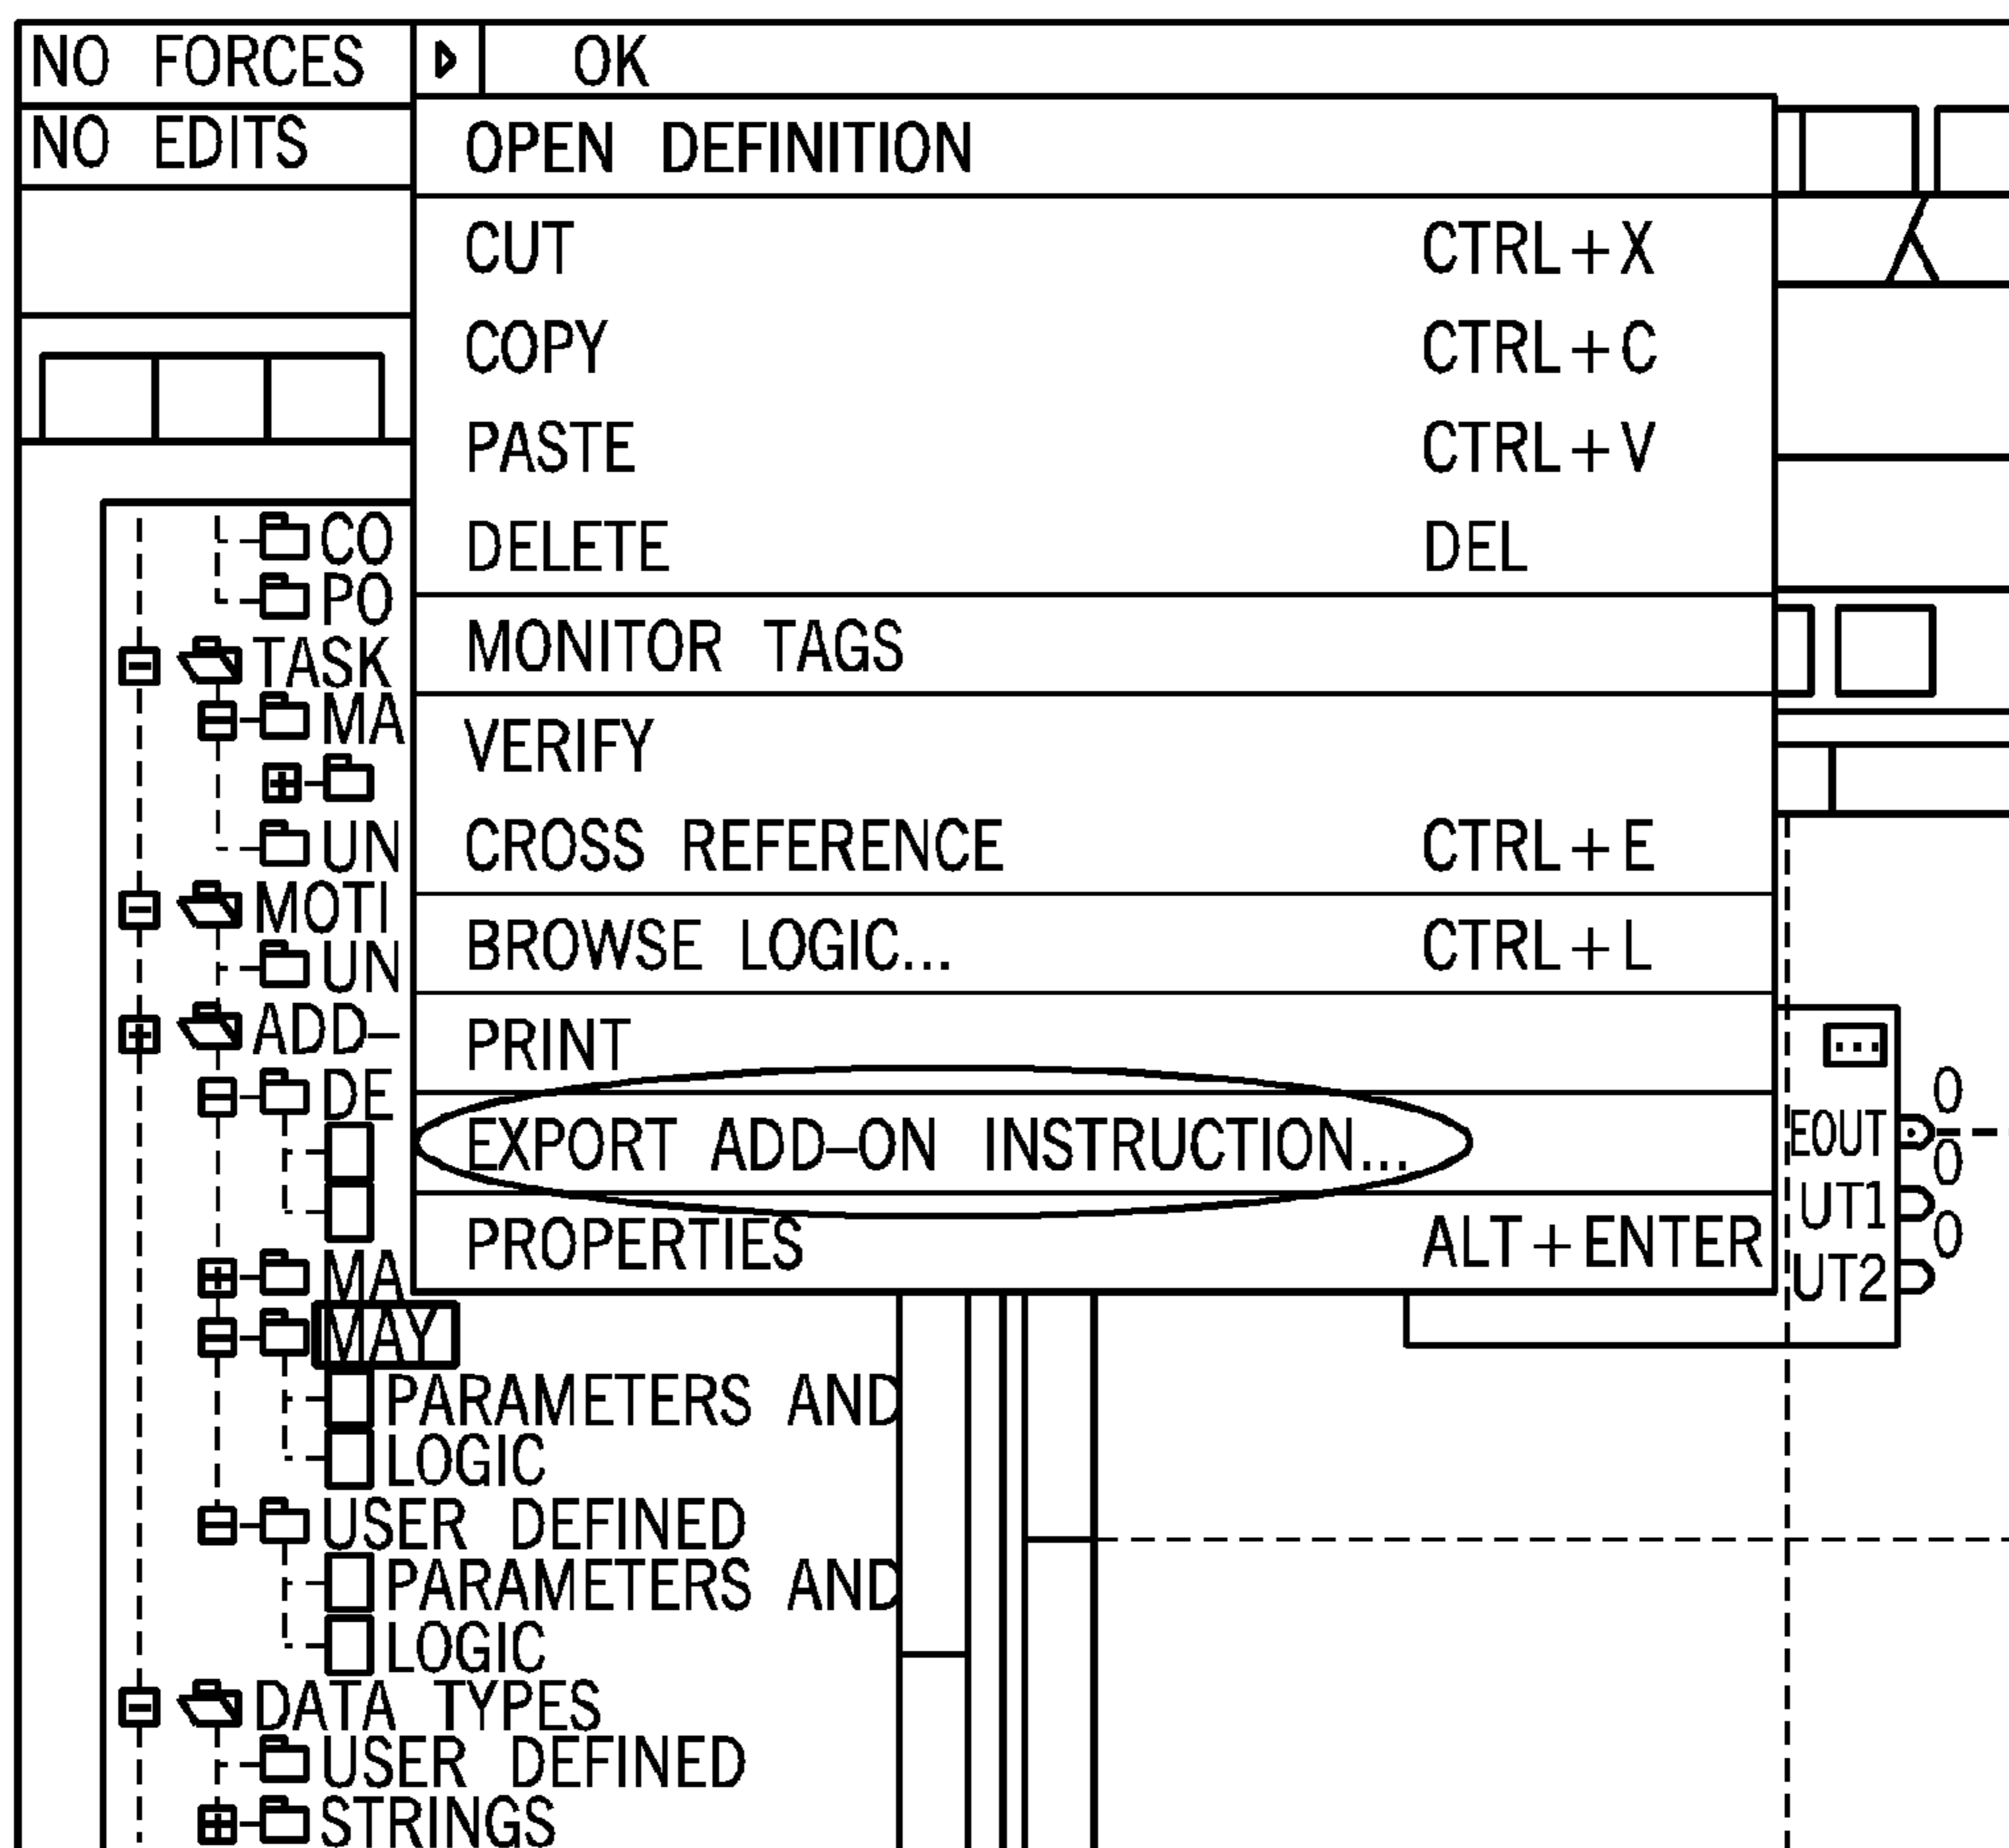 NO FORCES
OK
NO EDITS
OPEN DEFINITION
CUT CTRL+X
COPY CTRL+C
PASTE CTRL+V
DELETE DEL
MONITOR TAGS
VERIFY
CROSS REFERENCE CTRL+E
BROWSE LOGIC... CTRL+L
PRINT
EXPORT ADD-ON INSTRUCTION...
PROPERTIES ALT+ENTER
CO
PO
TASK
MA
UN
MOTI
UN
ADD-
DE
MA
MAY
PARAMETERS AND
LOGIC
USER DEFINED
PARAMETERS AND
LOGIC
DATA TYPES
USER DEFINED
STRINGS
0
EOUT
0
UT1
0
UT2